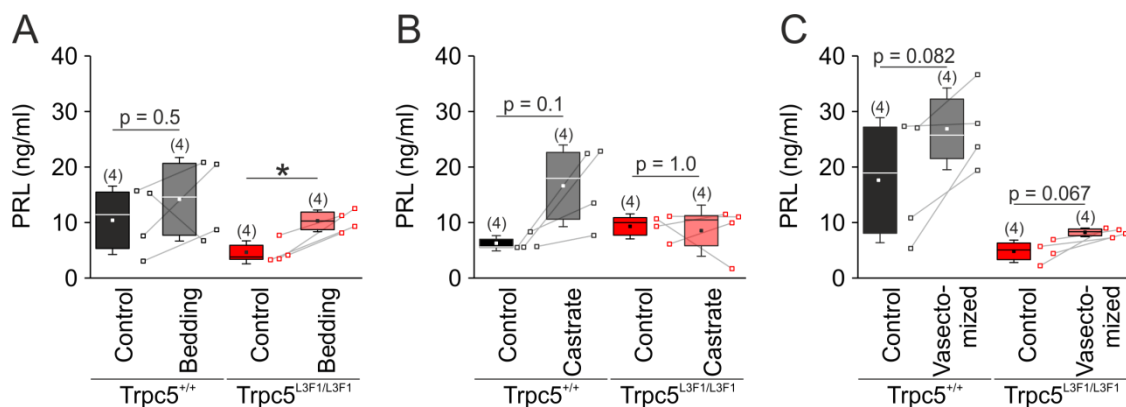 A
PRL (ng/ml)
40
30
20
10
0
p = 0.5
(4)
(4)
*
(4)
(4)
Control
Bedding
Control
Bedding
Trpc5+/+
Trpc5L3F1/L3F1
B
PRL (ng/ml)
40
30
20
10
0
p = 0.1
(4)
(4)
p = 1.0
(4)
(4)
Control
Castrate
Control
Castrate
Trpc5+/+
Trpc5L3F1/L3F1
C
PRL (ng/ml)
40
30
20
10
0
p = 0.082
(4)
(4)
p = 0.067
(4)
(4)
Control
Vasecto-
mized
Control
Vasecto-
mized
Trpc5+/+
Trpc5L3F1/L3F1